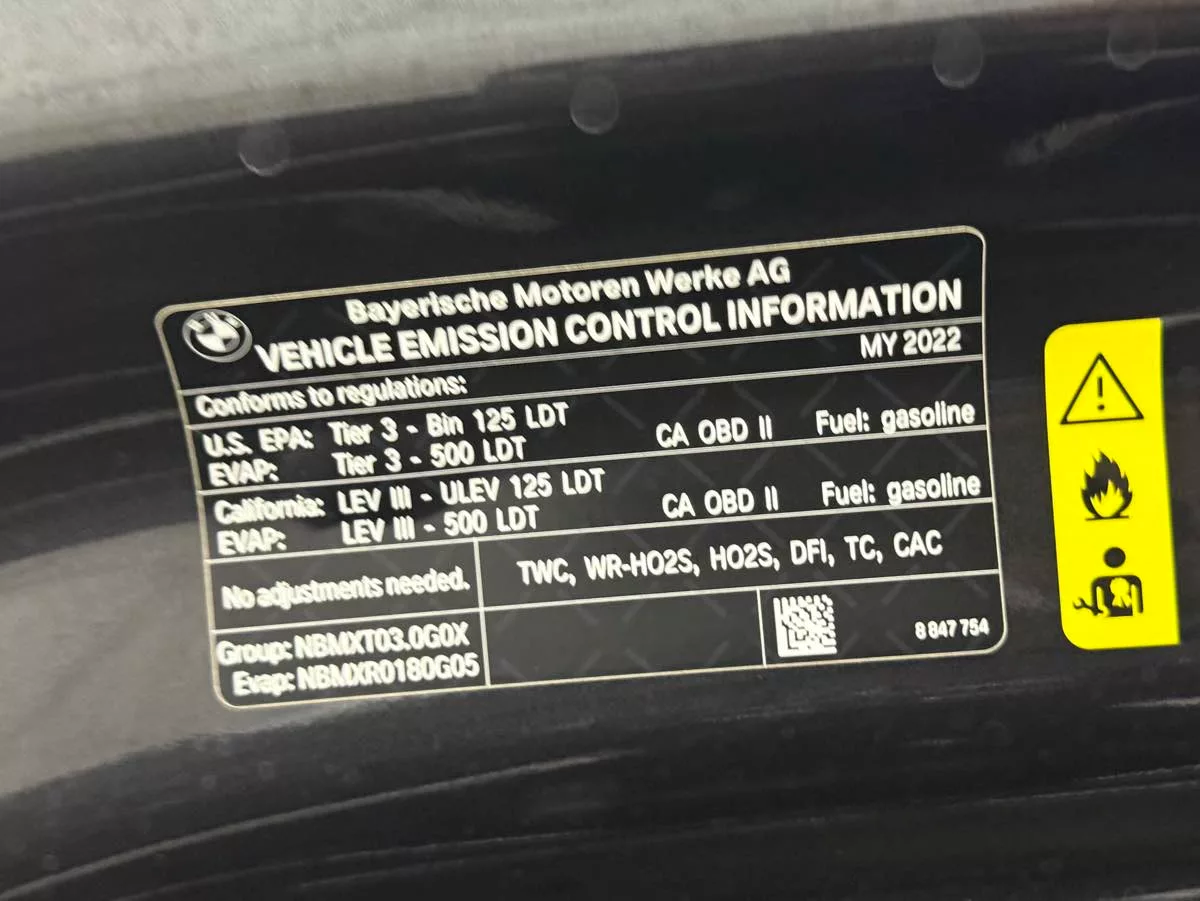 Bayerische Motoren Werke AG
VEHICLE EMISSION CONTROL INFORMATION
MY 2022
Conforms to regulations:
U.S. EPA: Tier 3 - Bin 125 LDT
EVAP: Tier 3 - 500 LDT CA OBD II Fuel: gasoline
California: LEV III - ULEV 125 LDT
EVAP: LEV III - 500 LDT CA OBD II Fuel: gasoline
No adjustments needed. TWC, WR-HO2S, HO2S, DFI, TC, CAC
Group: NBMXT03.0G0X
Evap: NBMXR0180G05
8 847 754